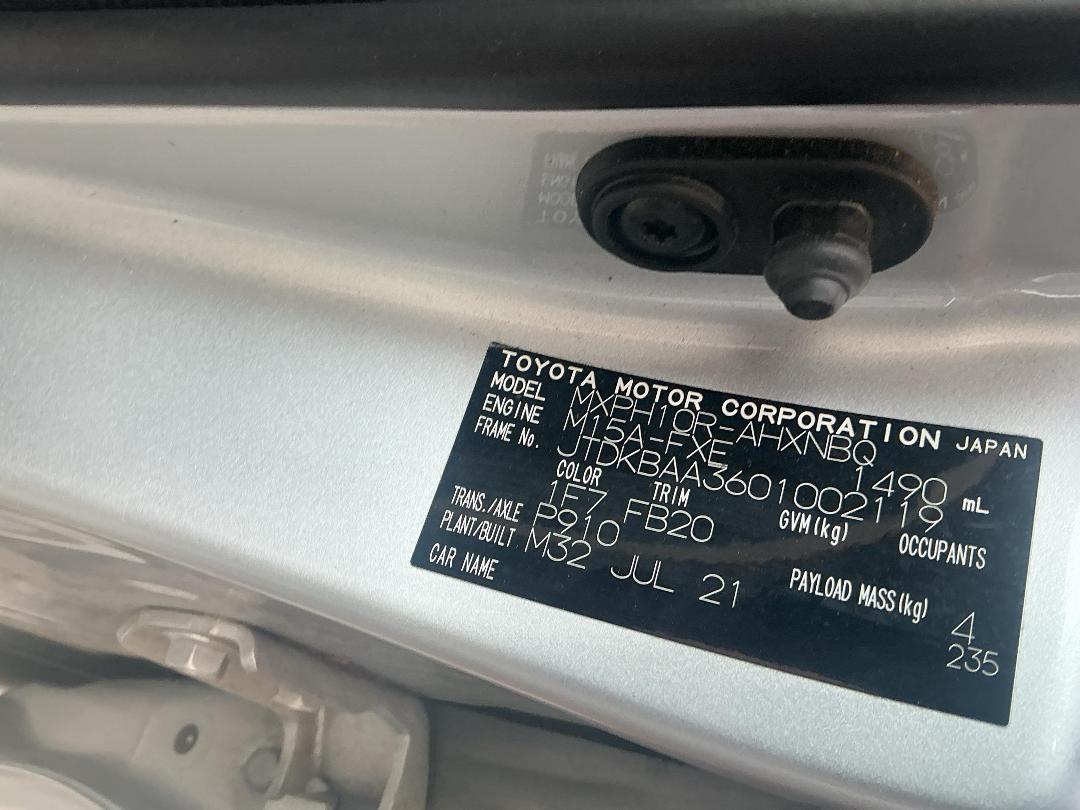 TOYOTA MOTOR CORPORATION JAPAN
MODEL MXPH10R-AHXNBQ
ENGINE M15A-FXE 1490 mL
FRAME No. JTDKBAA3601002119
COLOR TRIM GVM(kg) OCCUPANTS
1F7 FB20
TRANS./AXLE P910 PAYLOAD MASS(kg) 4
PLANT/BUILT M32 JUL 21 235
CAR NAME